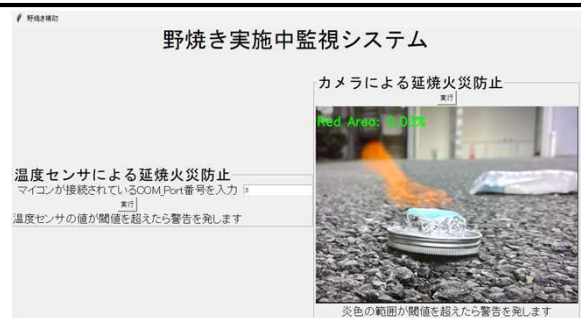 野焼き補助
野焼き実施中監視システム
カメラによる延焼火災防止
実行
Red Area: 0.03%
温度センサによる延焼火災防止
マイコンが接続されているCOM_Port番号を入力
実行
温度センサの値が閾値を超えたら警告を発します
炎色の範囲が閾値を超えたら警告を発します